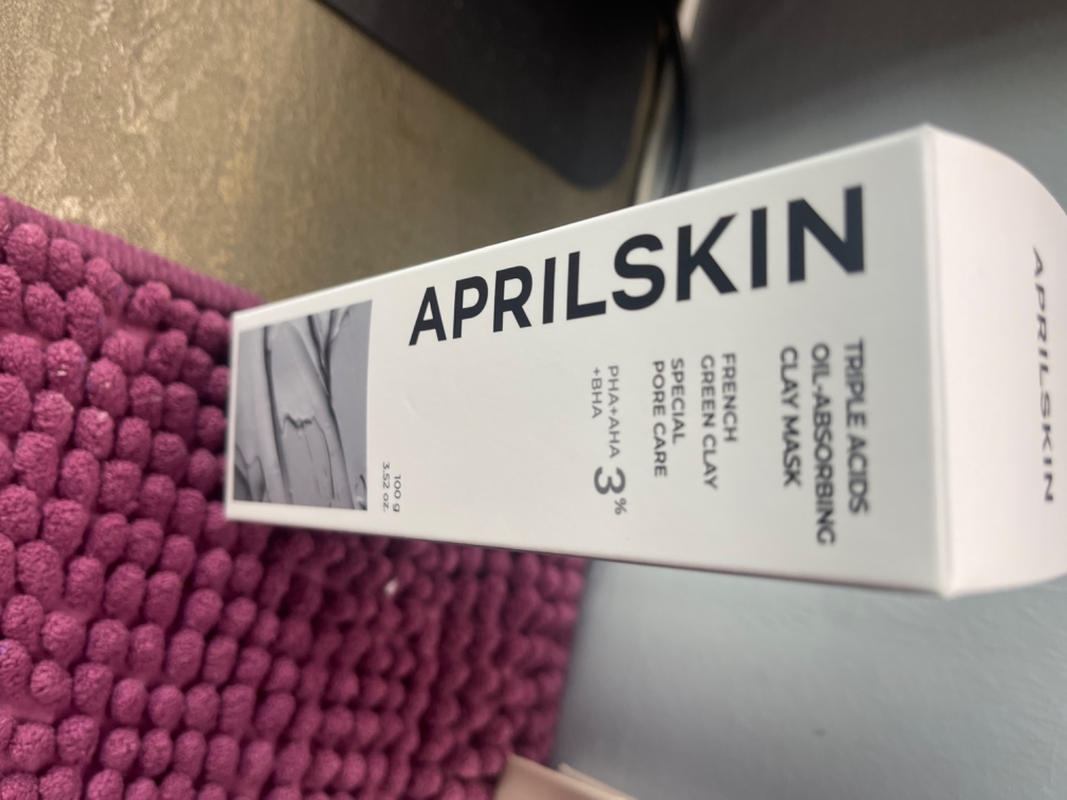 APRILSKIN
TRIPLE ACIDS
OIL-ABSORBING
CLAY MASK
FRENCH
GREEN CLAY
SPECIAL
PORE CARE
PHA+AHA
+BHA
3%
100 g
3.52 oz.
APRILSKIN